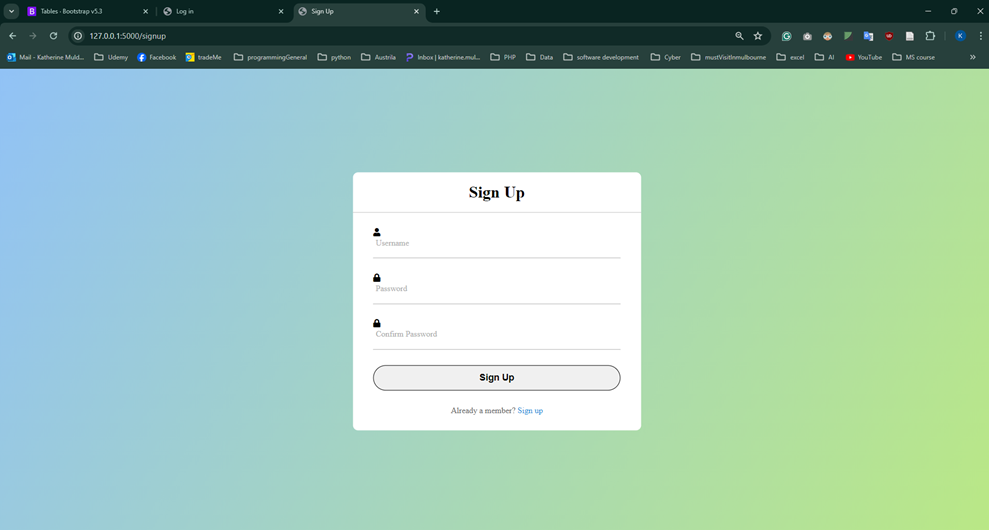 Tables - Bootstrap v5.3
Log in
Sign Up
127.0.0.1:5000/signup
Mail - Katherine Muld...
Udemy
Facebook
tradeMe
programmingGeneral
python
Austrila
Inbox | katherine.mul...
PHP
Data
software development
Cyber
mustVisitInmulbourne
excel
AI
YouTube
MS course
Sign Up
Username
Password
Confirm Password
Sign Up
Already a member? Sign up